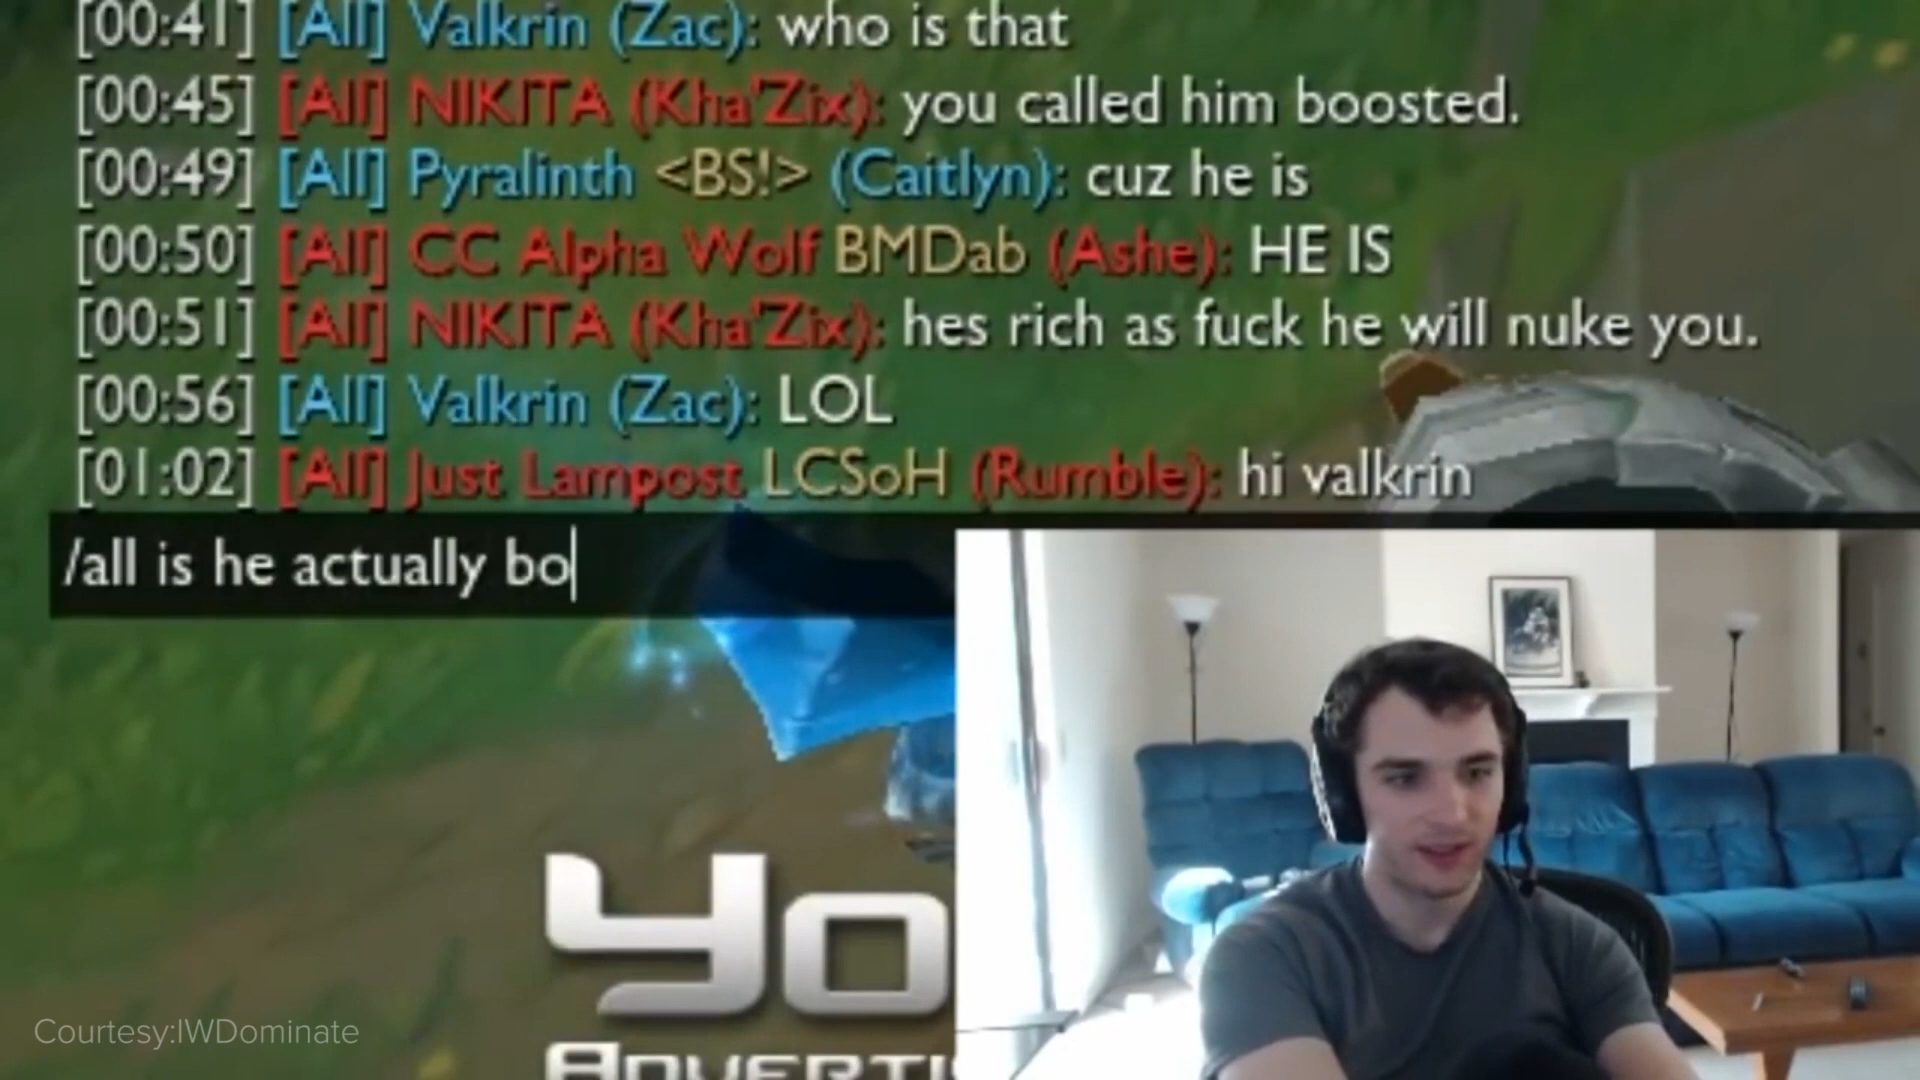 [00:41] [All] Valkrin (Zac): who is that
[00:45] [All] NIKITA (Kha'Zix): you called him boosted.
[00:49] [All] Pyralinth <BS!> (Caitlyn): cuz he is
[00:50] [All] CC Alpha Wolf BMDab (Ashe): HE IS
[00:51] [All] NIKITA (Kha'Zix): hes rich as fuck he will nuke you.
[00:56] [All] Valkrin (Zac): LOL
[01:02] [All] Just Lampost LCSoH (Rumble): hi valkrin
/all is he actually bo
Yo
ADVERTI
Courtesy:IWDominate